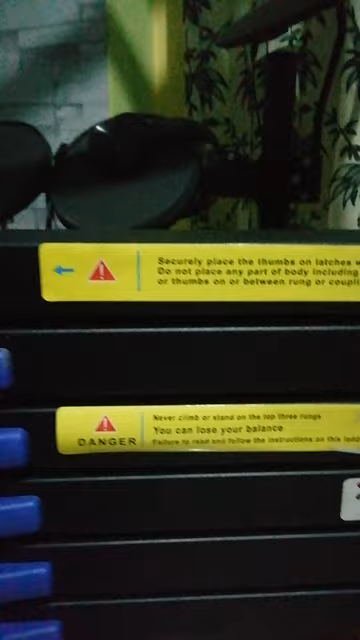 Securely place the thumbs on latches
Do not place any part of body including
or thumbs on or between rung or
Never climb or stand on the top three rungs
You can lose your balance
DANGER
Failure to read and follow the instructions on this